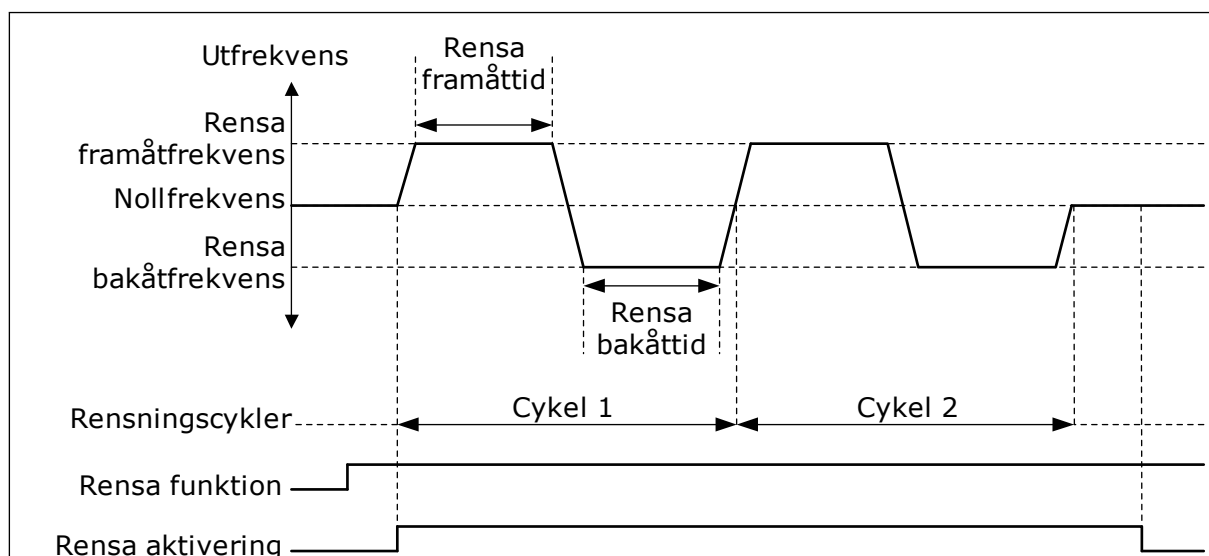 Utfrekvens
Rensa
framåttid
Rensa
framåtfrekvens
Nollfrekvens
Rensa
bakåtfrekvens
Rensa
bakåttid
Rensningscykler
Cykel 1
Cykel 2
Rensa funktion
Rensa aktivering